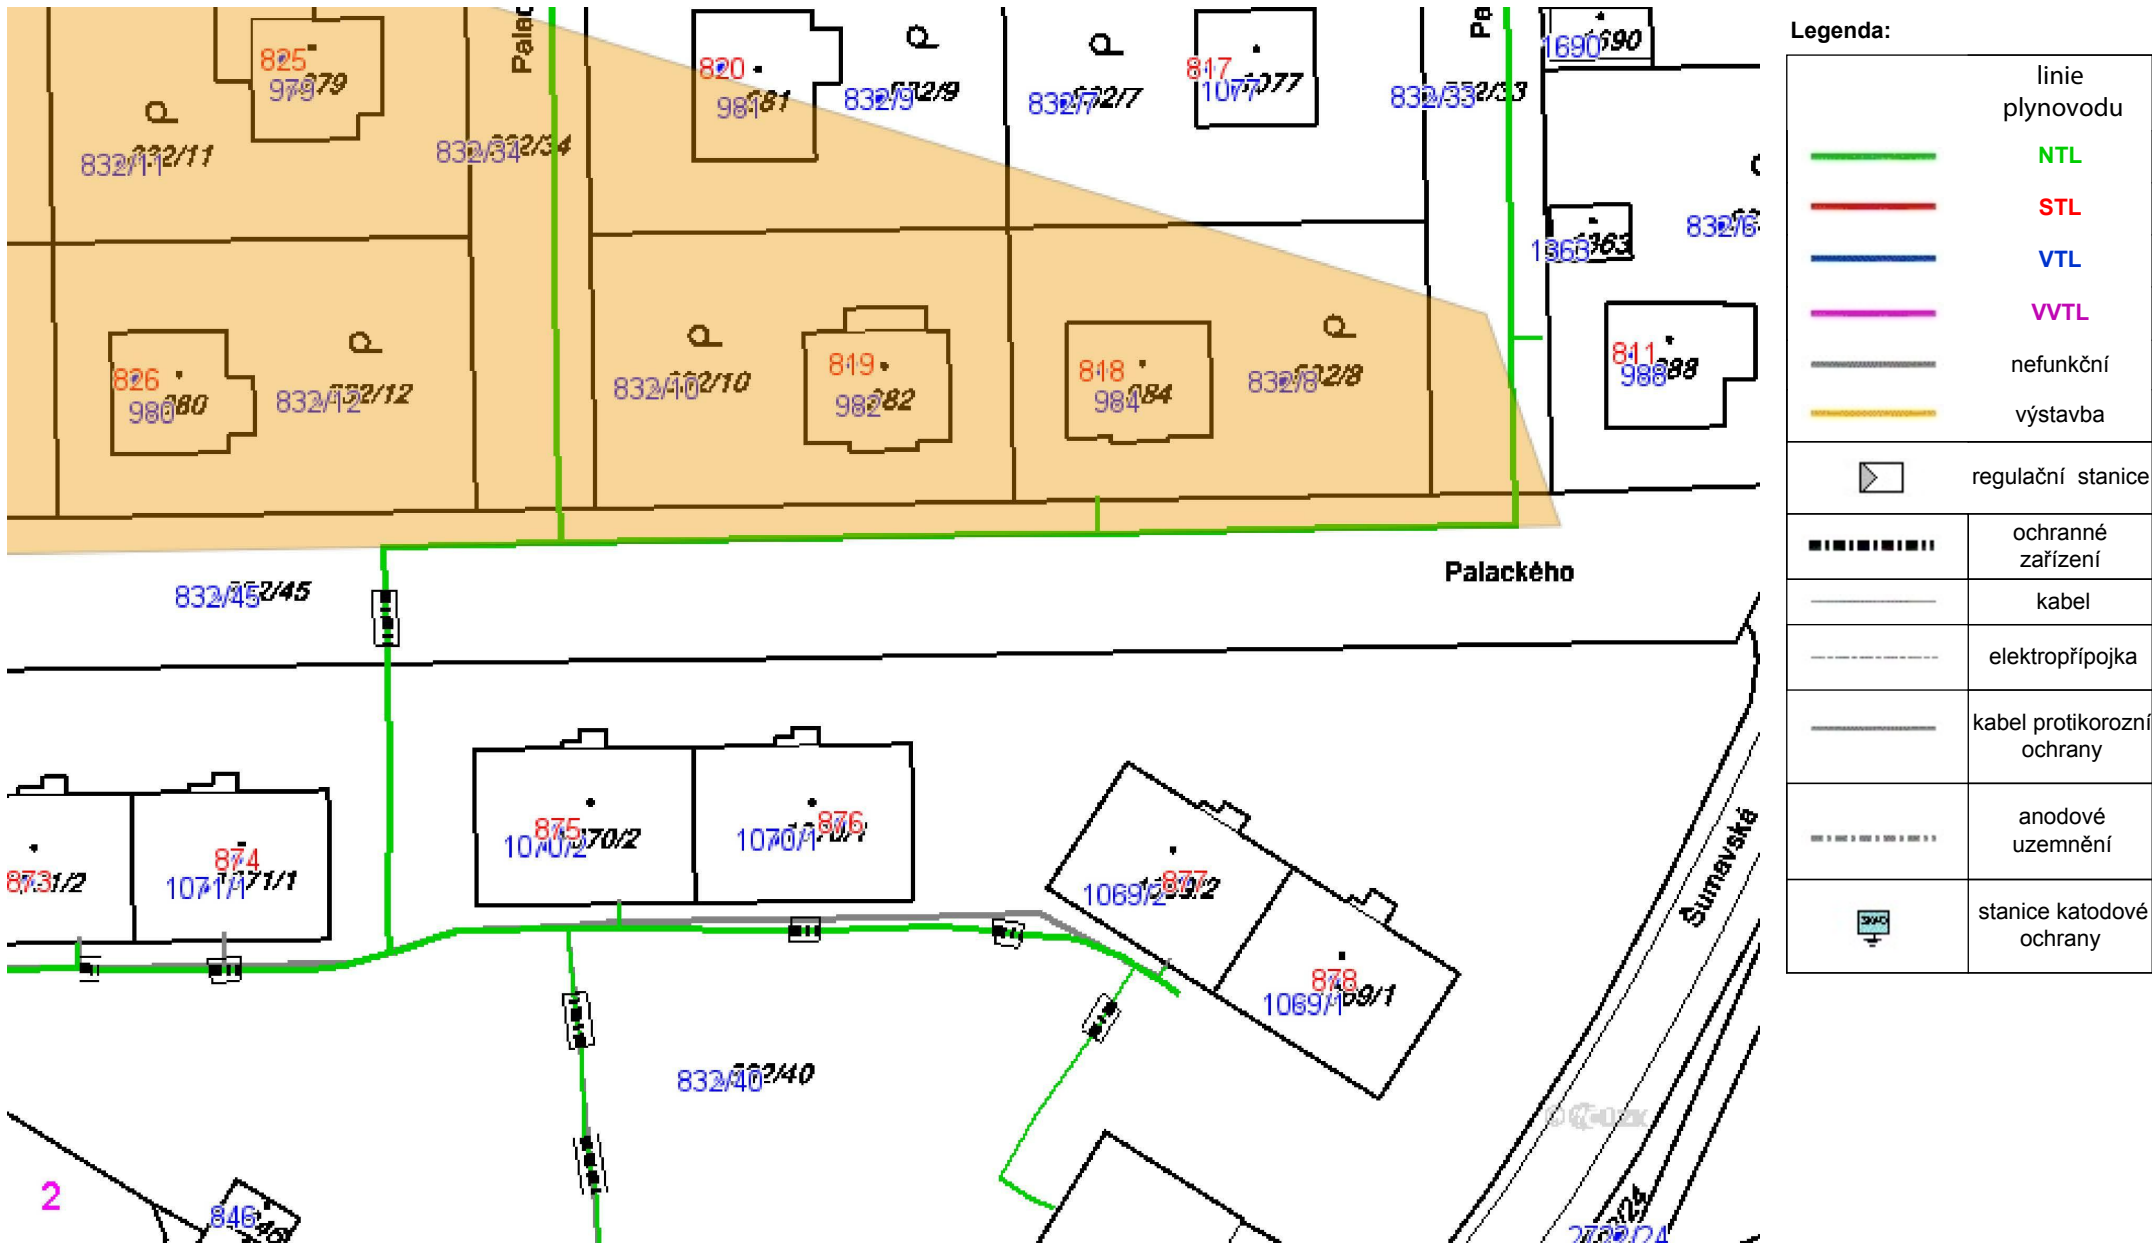 825
979
832/11
832/34
Palac
820
981
832/9
832/7
817
1077
832/33
Pa
1690
1363
832/6
826
980
832/12
832/10
819
982
818
984
832/8
811
988
832/45
Palackého
873
874
1071/1
875
1070/2
876
1070/1
877
1069/2
878
1069/1
Šumavská
832/40
2
846
Legenda:
linie
plynovodu
NTL
STL
VTL
VVTL
nefunkční
výstavba
regulační stanice
ochranné
zařízení
kabel
elektropřípojka
kabel protikorozní
ochrany
anodové
uzemnění
stanice katodové
ochrany